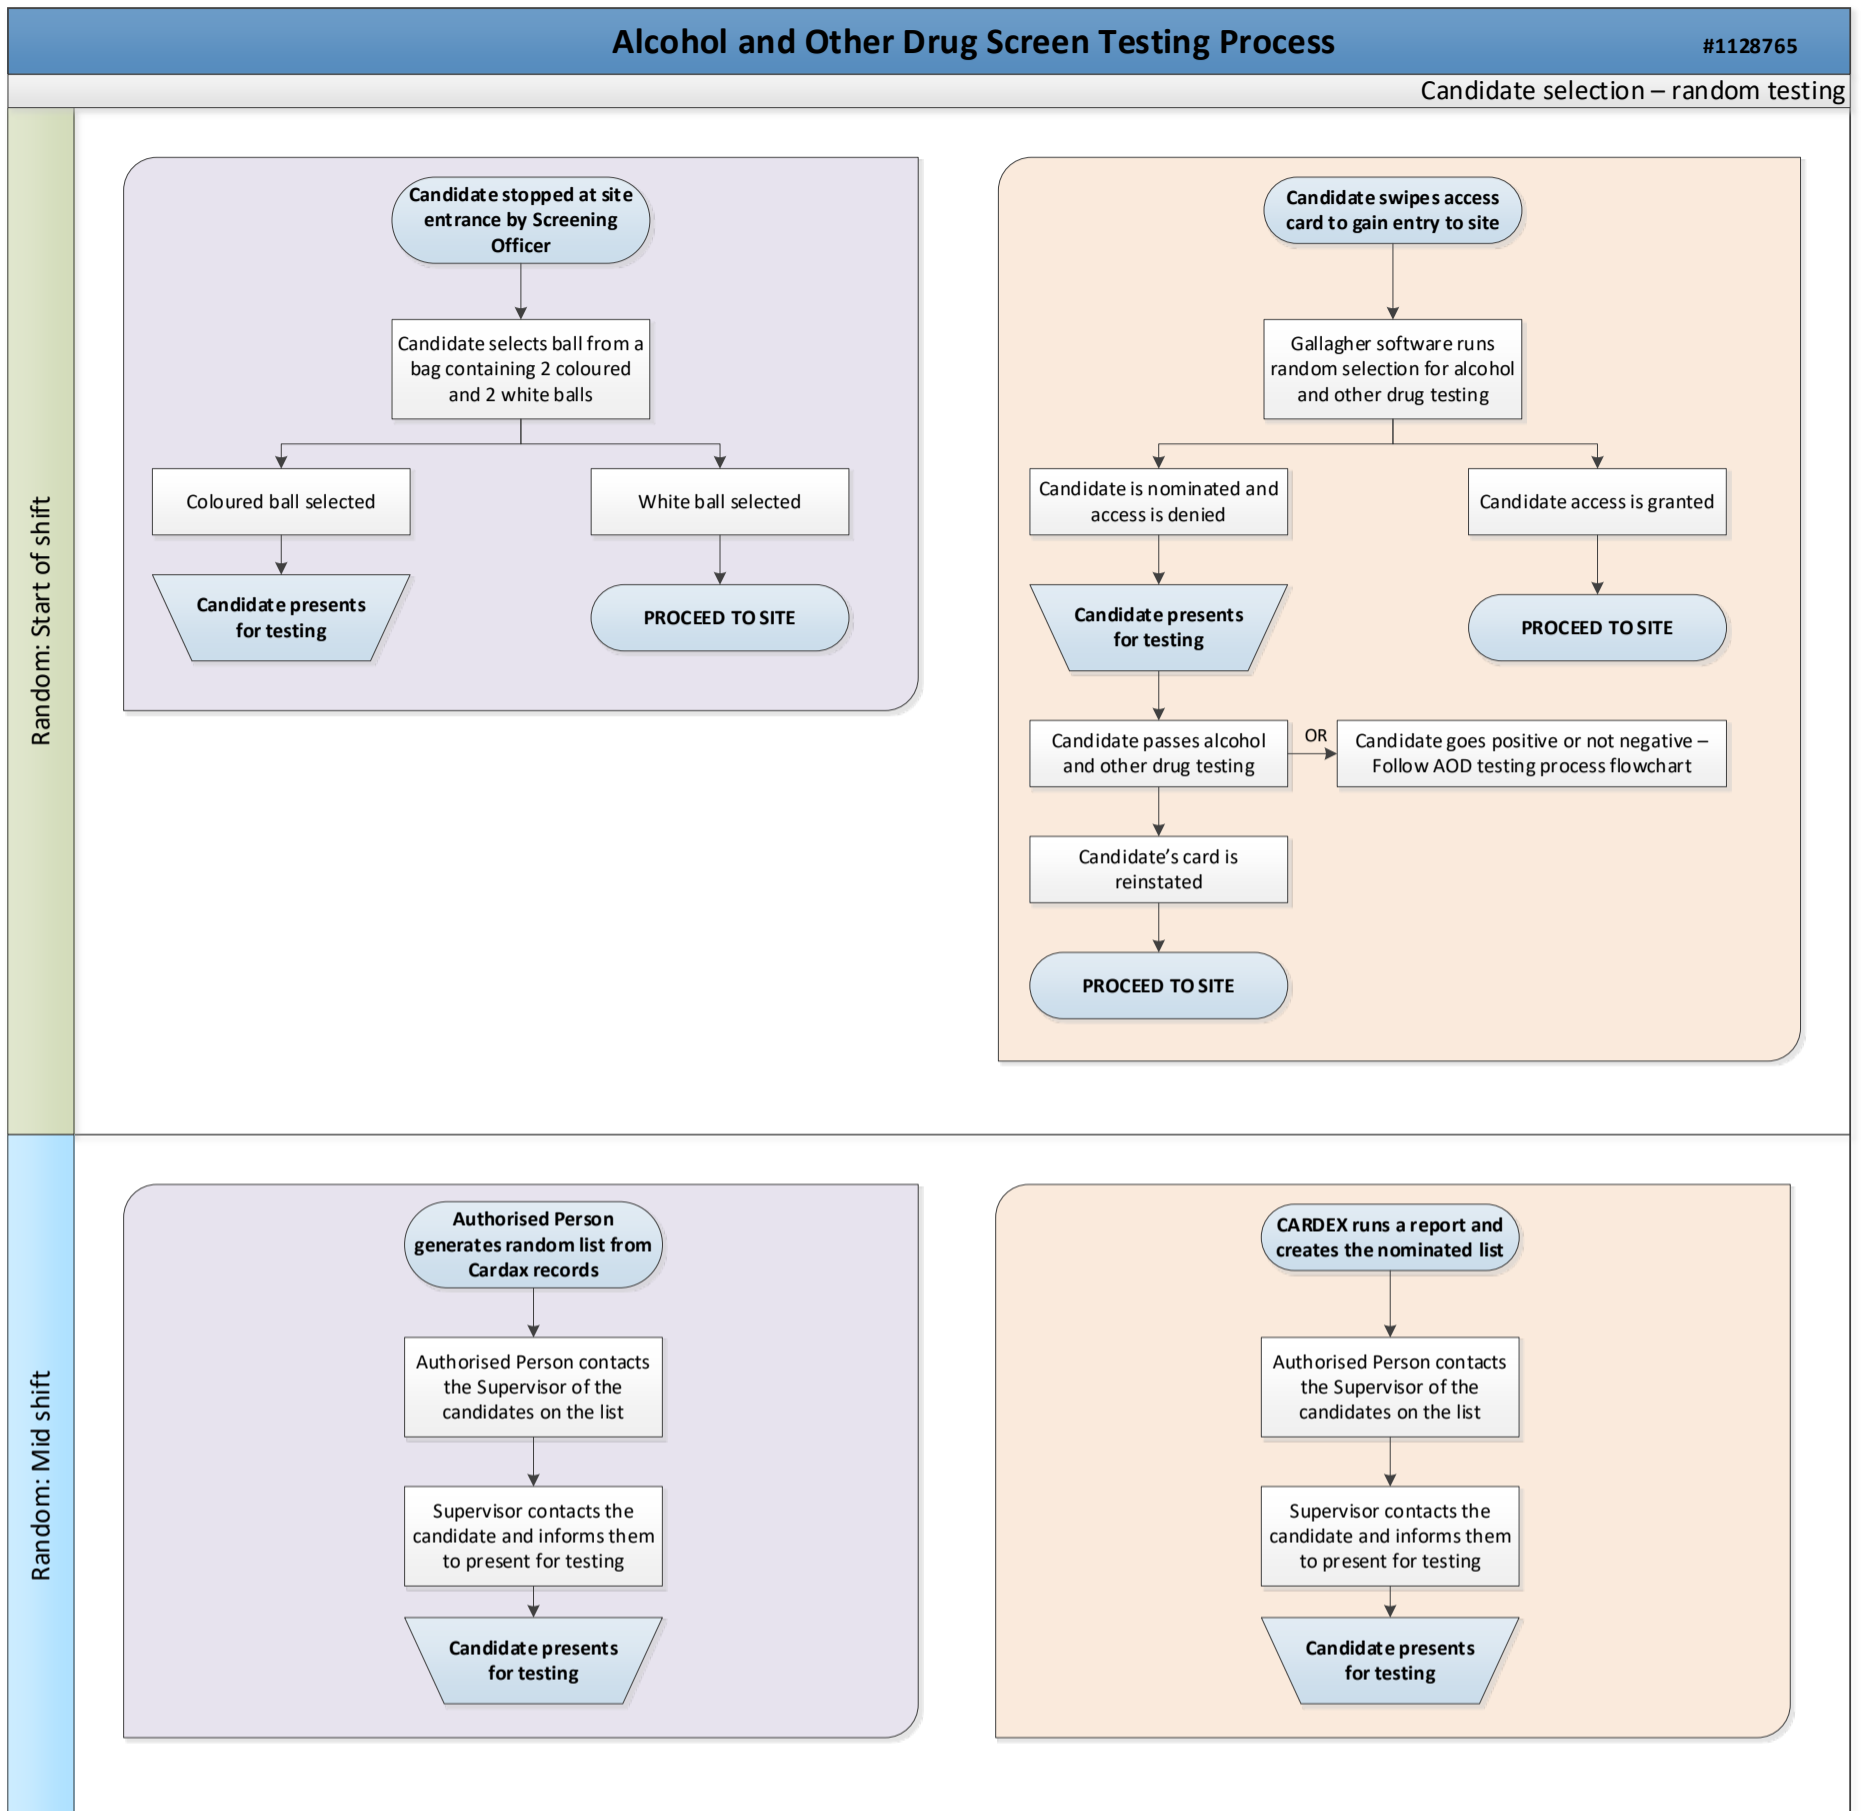 Alcohol and Other Drug Screen Testing Process
#1128765
Candidate selection – random testing
Random: Start of shift
Candidate stopped at site
entrance by Screening
Officer
Candidate selects ball from a
bag containing 2 coloured
and 2 white balls
Coloured ball selected
White ball selected
Candidate presents
for testing
PROCEED TO SITE
Candidate swipes access
card to gain entry to site
Gallagher software runs
random selection for alcohol
and other drug testing
Candidate is nominated and
access is denied
Candidate access is granted
Candidate presents
for testing
PROCEED TO SITE
Candidate passes alcohol
and other drug testing
OR
Candidate goes positive or not negative –
Follow AOD testing process flowchart
Candidate’s card is
reinstated
PROCEED TO SITE
Random: Mid shift
Authorised Person
generates random list from
Cardax records
Authorised Person contacts
the Supervisor of the
candidates on the list
Supervisor contacts the
candidate and informs them
to present for testing
Candidate presents
for testing
CARDEX runs a report and
creates the nominated list
Authorised Person contacts
the Supervisor of the
candidates on the list
Supervisor contacts the
candidate and informs them
to present for testing
Candidate presents
for testing